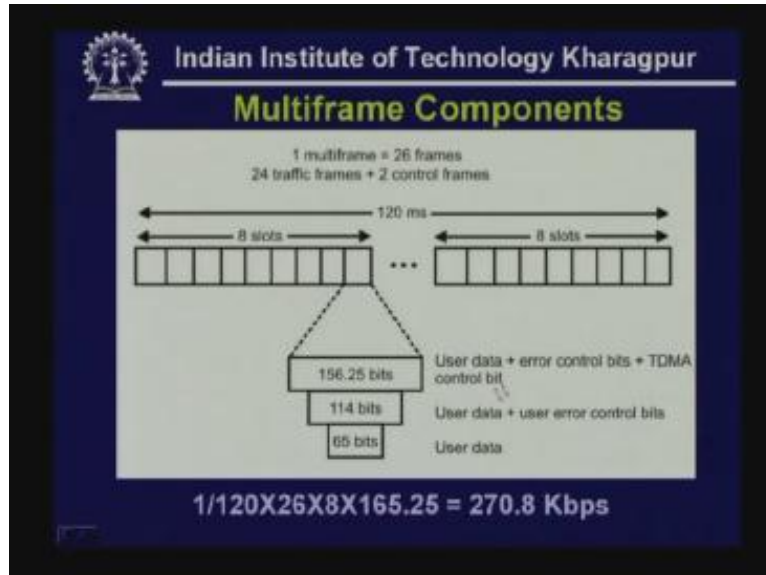 Indian Institute of Technology Kharagpur
Multiframe Components
1 multiframe = 26 frames
24 traffic frames + 2 control frames
120 ms
8 slots
8 slots
156.25 bits
User data + error control bits + TDMA
control bit
114 bits
User data + user error control bits
65 bits
User data
1/120X26X8X165.25 = 270.8 Kbps